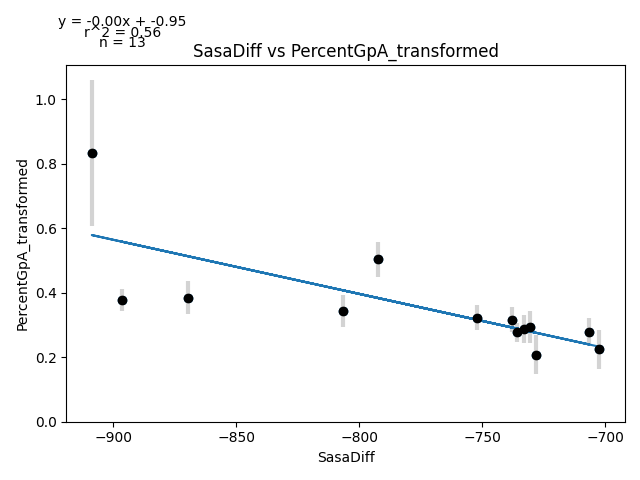 y = -0.00x + -0.95
r^2 = 0.56
n = 13
SasaDiff vs PercentGpA_transformed
1.0
0.8
0.6
0.4
0.2
0.0
PercentGpA_transformed
−900
−850
−800
−750
−700
SasaDiff